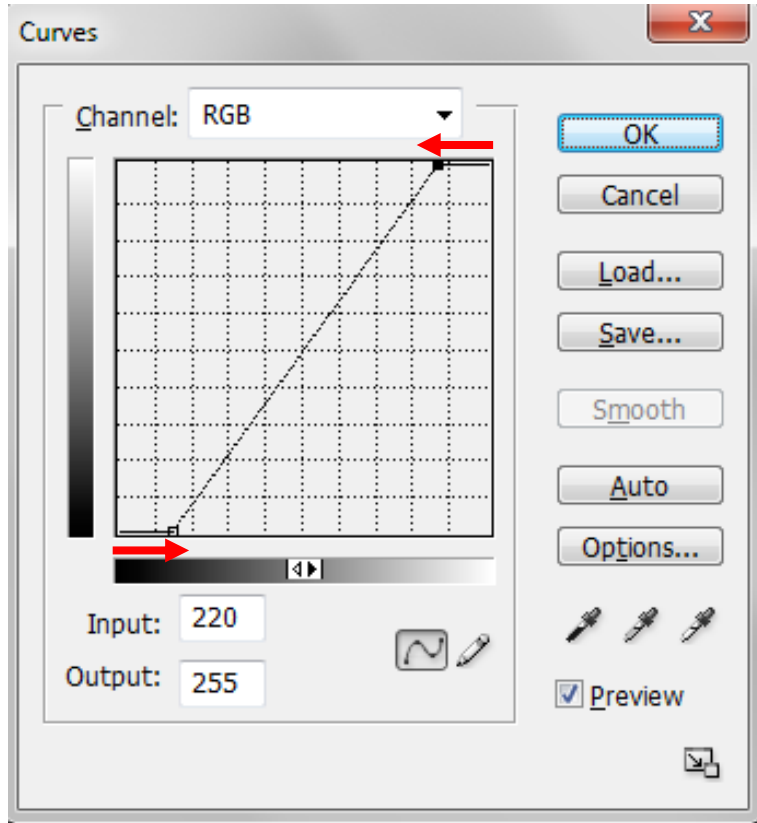 Curves
Channel: RGB
OK
Cancel
Load...
Save...
Smooth
Auto
Options...
Input: 220
Output: 255
Preview